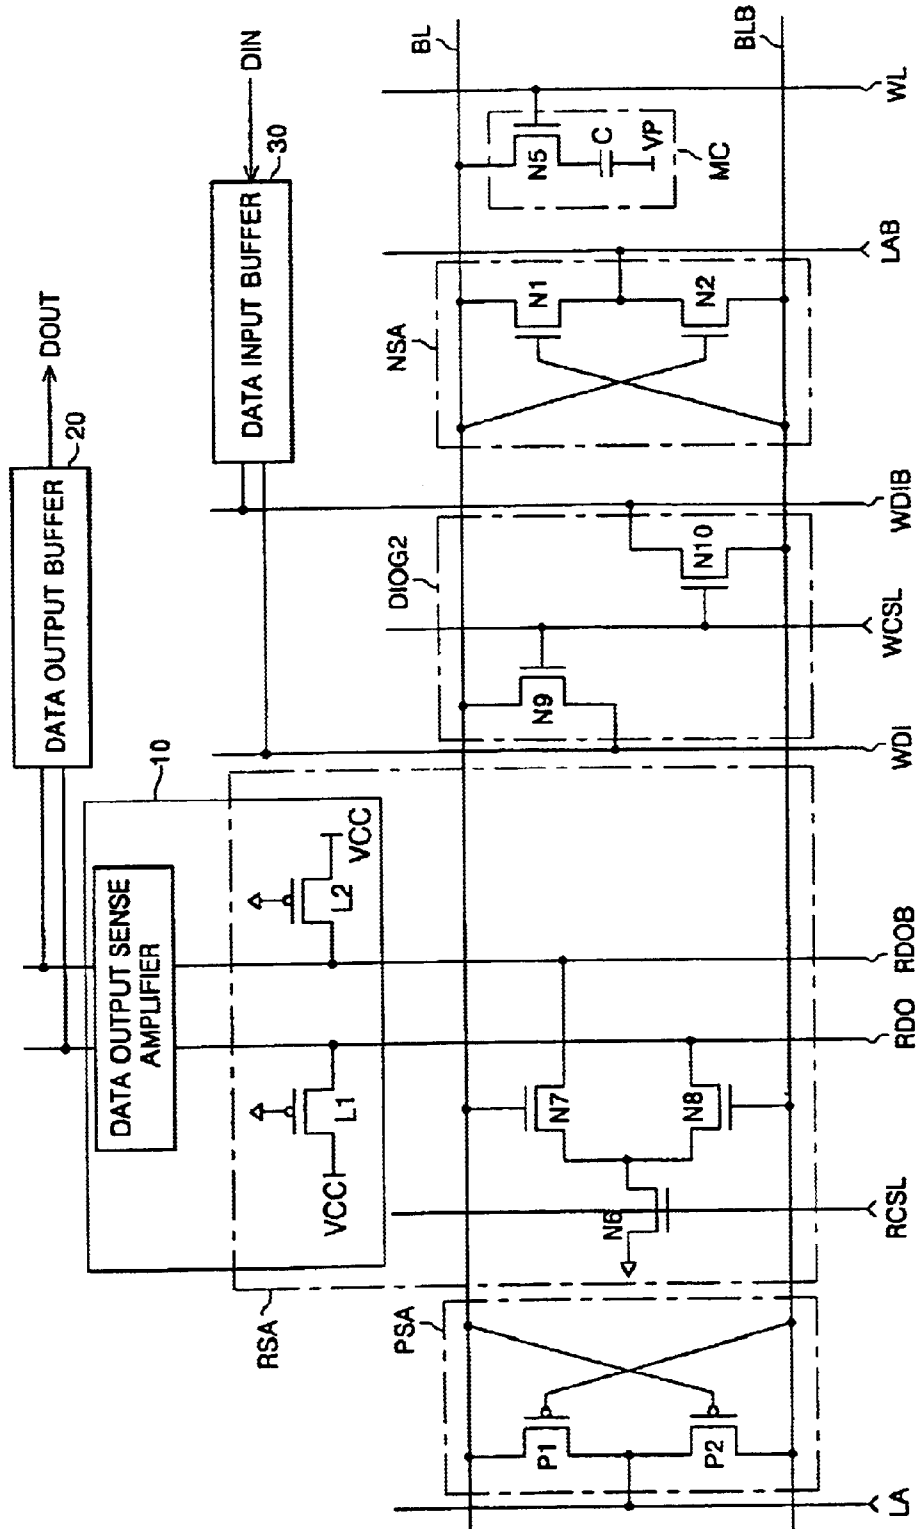 DATA OUTPUT BUFFER
20
DOUT
DATA INPUT BUFFER
30
DIN
10
DATA OUTPUT SENSE
AMPLIFIER
VCC
L1
L2
VCC
RSA
PSA
DIOG2
NSA
BL
P1
P2
N6
N7
N8
N9
N10
N1
N2
N5
C
VP
MC
BLB
LA
RCSL
RDO
RDOB
WDI
WCSL
WDIB
LAB
WL